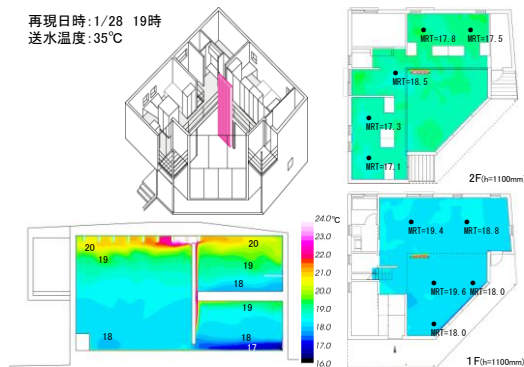 再現日時:1/28 19時
送水温度:35℃
MRT=17.8
MRT=17.5
MRT=18.5
MRT=17.3
MRT=17.1
2F(h=1100mm)
20
19
18
20
19
18
19
18
17
24.0℃
23.0
22.0
21.0
20.0
19.0
18.0
17.0
16.0
MRT=19.4
MRT=18.8
MRT=19.6
MRT=18.0
MRT=18.0
1F(h=1100mm)